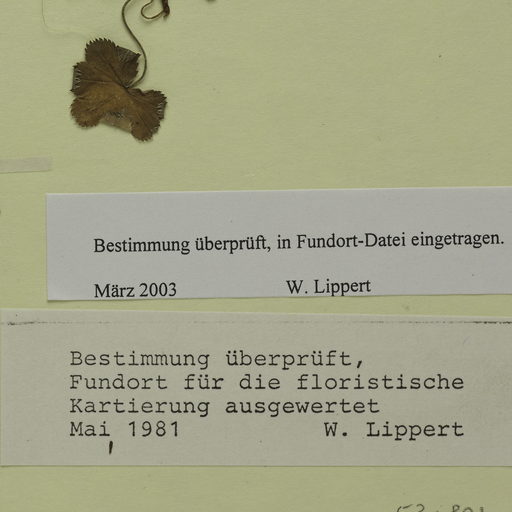 Bestimmung überprüft, in Fundort-Datei eingetragen.
März 2003 W. Lippert
Bestimmung überprüft,
Fundort für die floristische
Kartierung ausgewertet
Mai 1981 W. Lippert